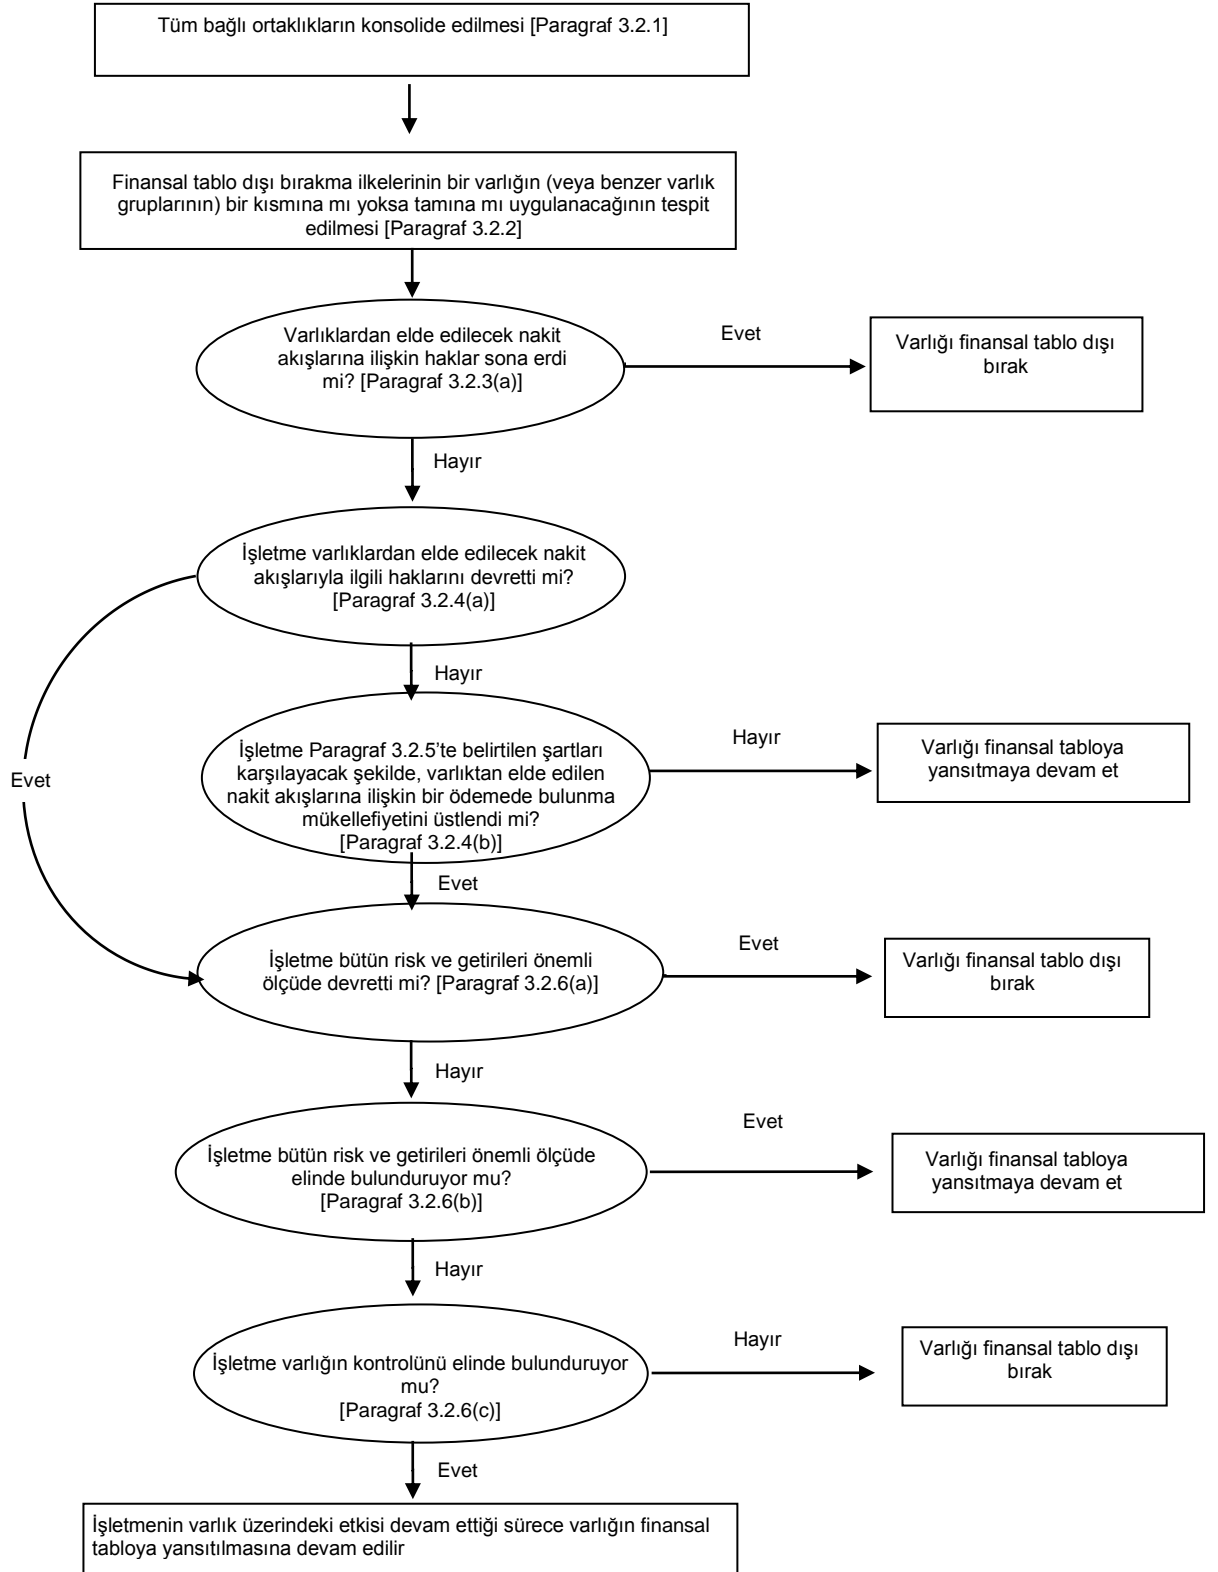 Tüm bağlı ortaklıkların konsolide edilmesi [Paragraf 3.2.1]
Finansal tablo dışı bırakma ilkelerinin bir varlığın (veya benzer varlık
gruplarının) bir kısmına mı yoksa tamına mı uygulanacağının tespit
edilmesi [Paragraf 3.2.2]
Varlıklardan elde edilecek nakit
akışlarına ilişkin haklar sona erdi
mi? [Paragraf 3.2.3(a)]
Evet
Varlığı finansal tablo dışı
bırak
Hayır
İşletme varlıklardan elde edilecek nakit
akışlarıyla ilgili haklarını devretti mi?
[Paragraf 3.2.4(a)]
Hayır
Evet
İşletme Paragraf 3.2.5’te belirtilen şartları
karşılayacak şekilde, varlıktan elde edilen
nakit akışlarına ilişkin bir ödemede bulunma
mükellefiyetini üstlendi mi?
[Paragraf 3.2.4(b)]
Hayır
Varlığı finansal tabloya
yansıtmaya devam et
Evet
İşletme bütün risk ve getirileri önemli
ölçüde devretti mi? [Paragraf 3.2.6(a)]
Evet
Varlığı finansal tablo dışı
bırak
Hayır
İşletme bütün risk ve getirileri önemli ölçüde
elinde bulunduruyor mu?
[Paragraf 3.2.6(b)]
Evet
Varlığı finansal tabloya
yansıtmaya devam et
Hayır
İşletme varlığın kontrolünü elinde bulunduruyor
mu?
[Paragraf 3.2.6(c)]
Hayır
Varlığı finansal tablo dışı
bırak
Evet
İşletmenin varlık üzerindeki etkisi devam ettiği sürece varlığın finansal
tabloya yansıtılmasına devam edilir